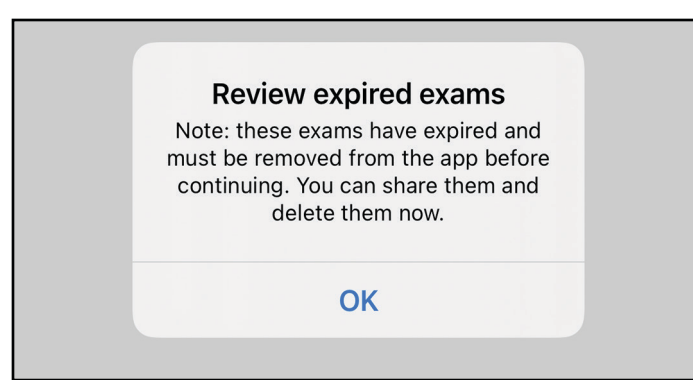 Review expired exams
Note: these exams have expired and
must be removed from the app before
continuing. You can share them and
delete them now.
OK